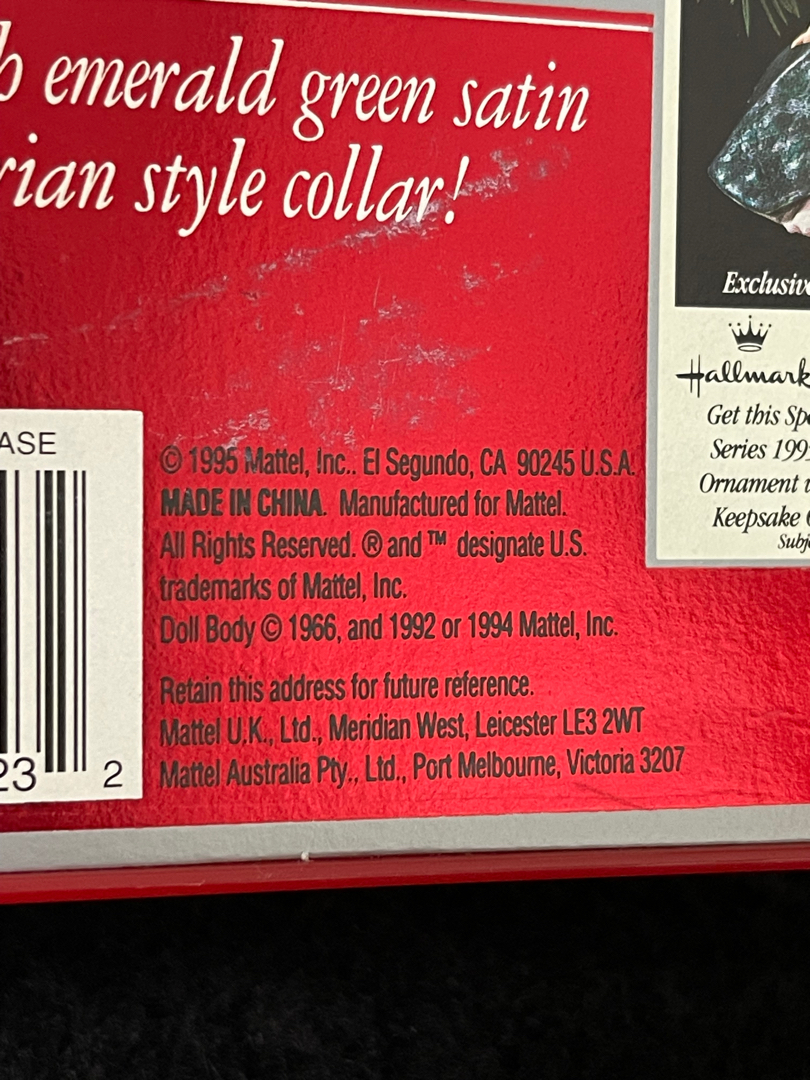 emerald green satin
style collar!
Exclusive
Hallmark
Get this
Series
Ornament
Keepsake
ASE
23 2
© 1995 Mattel, Inc.. El Segundo, CA 90245 U.S.A.
MADE IN CHINA. Manufactured for Mattel.
All Rights Reserved. ® and ™ designate U.S.
trademarks of Mattel, Inc.
Doll Body © 1966, and 1992 or 1994 Mattel, Inc.
Retain this address for future reference.
Mattel U.K., Ltd., Meridian West, Leicester LE3 2WT
Mattel Australia Pty., Ltd., Port Melbourne, Victoria 3207